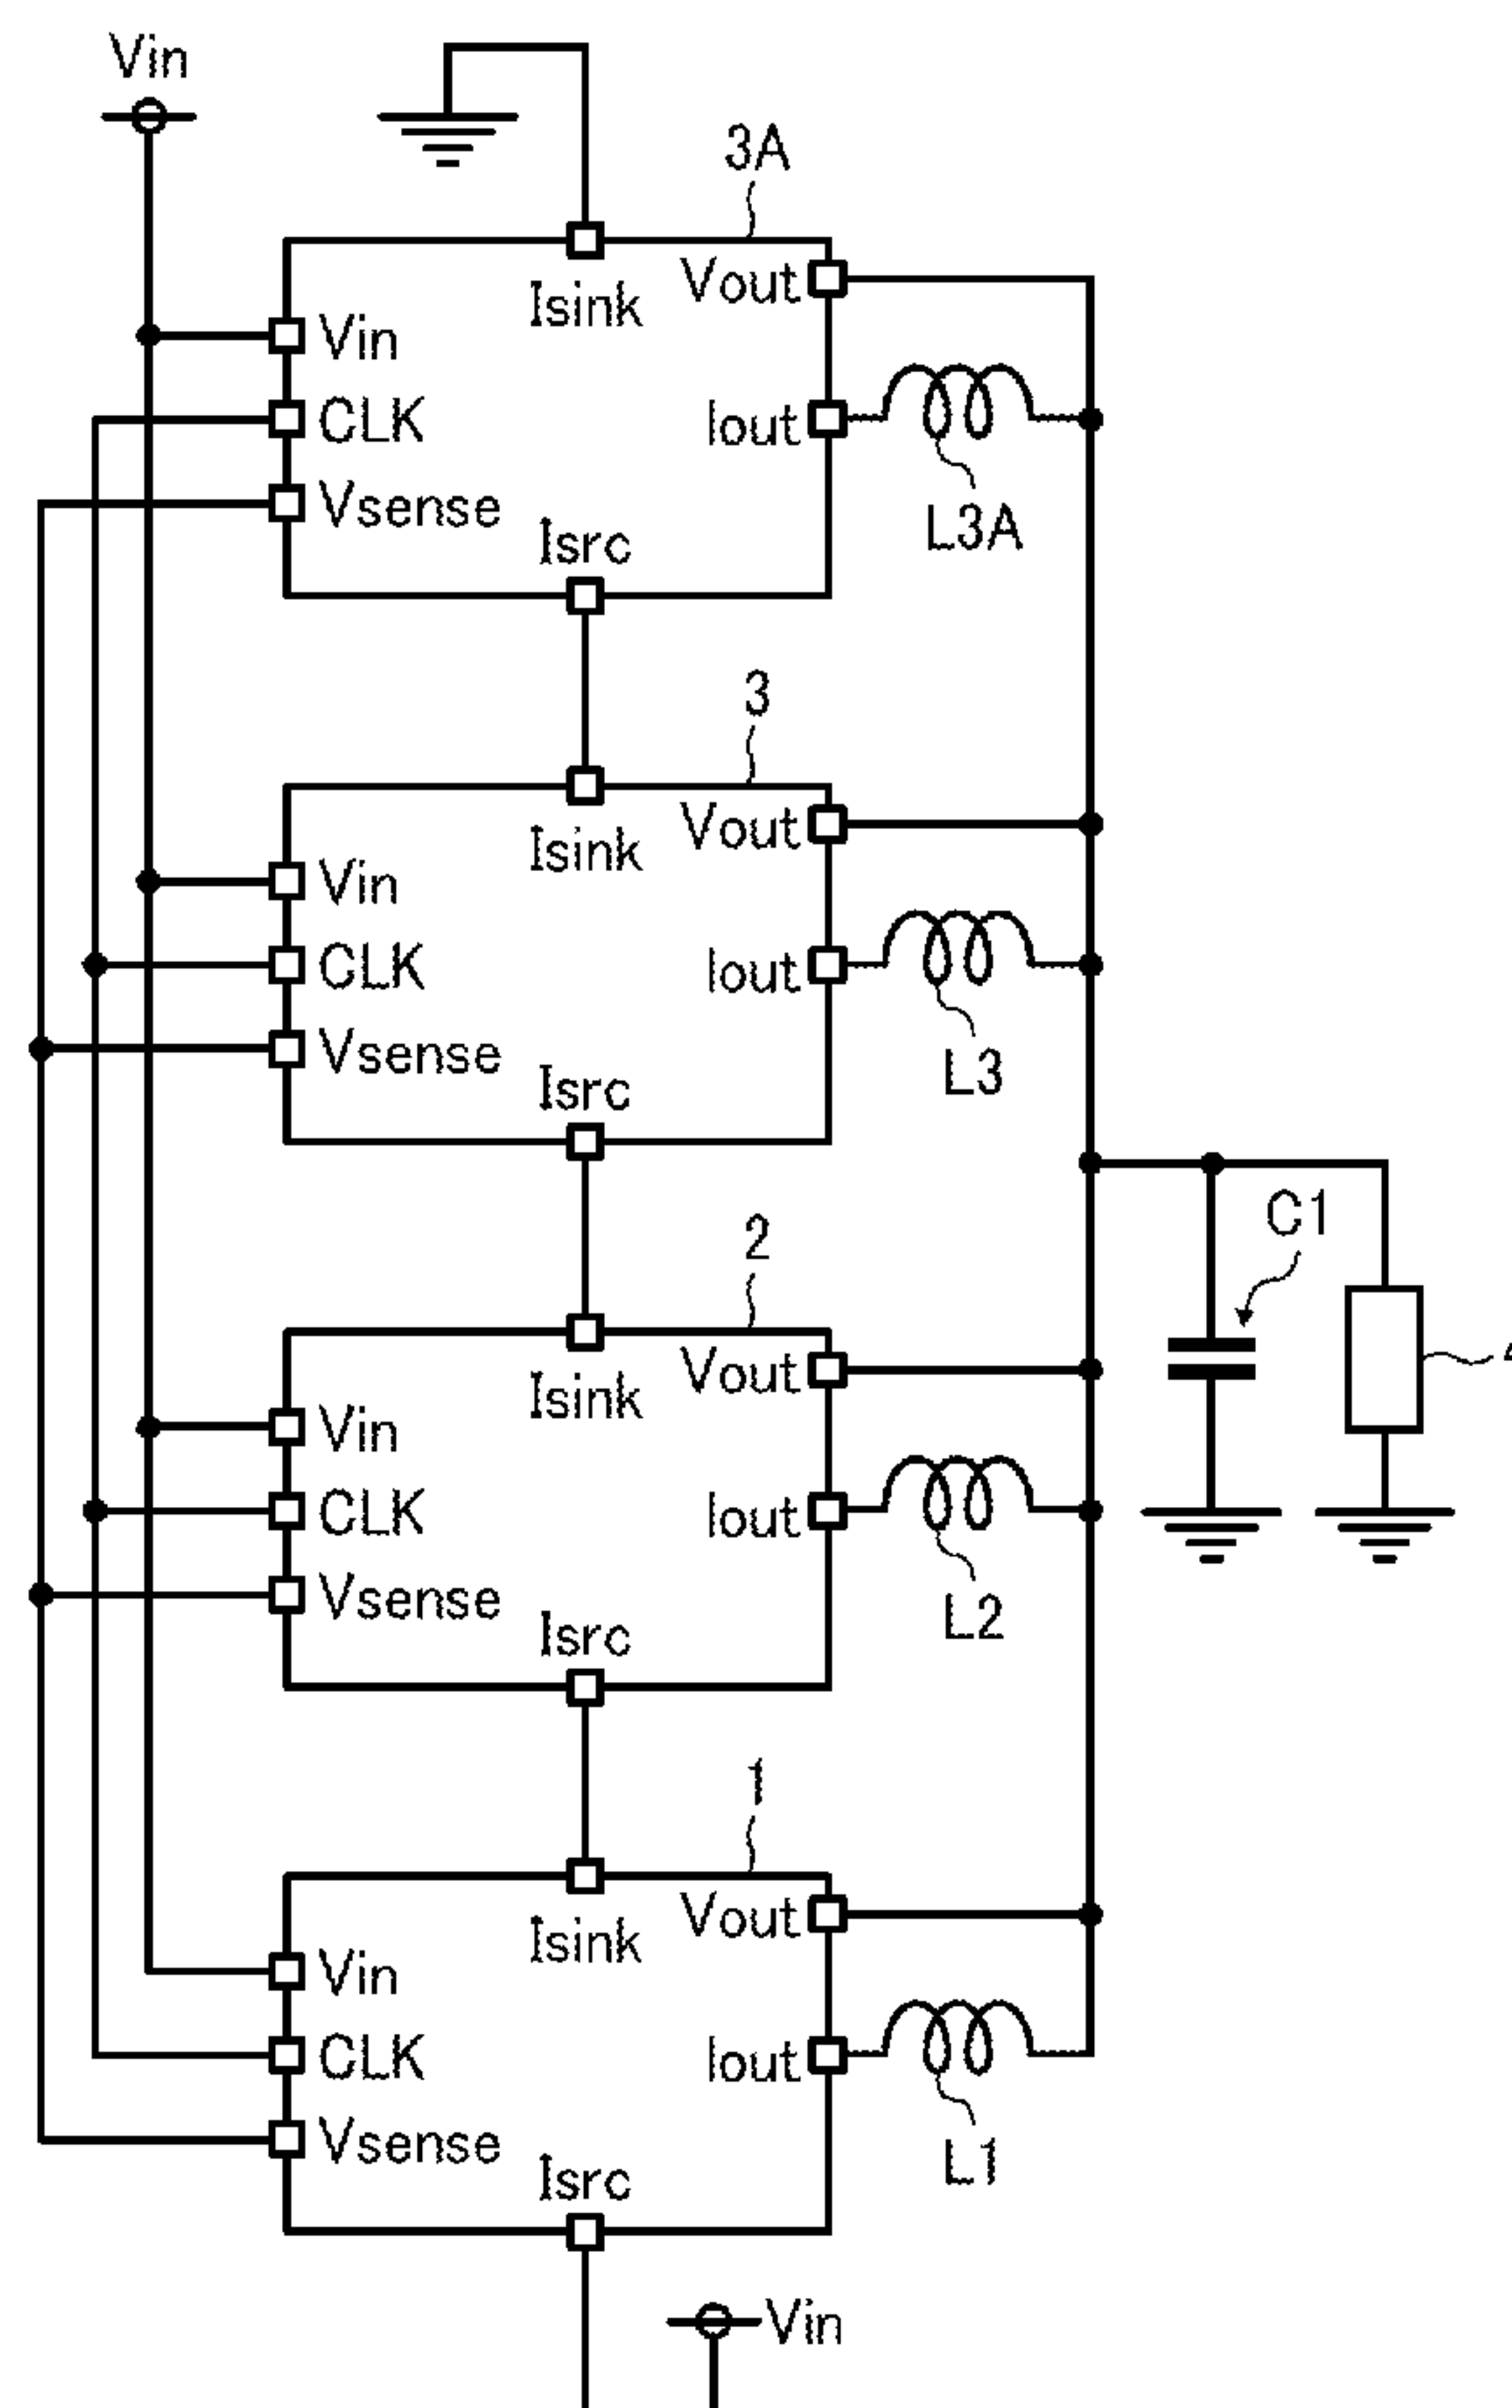 Vin
3A
Isink
Vout
Vin
CLK
Iout
Vsense
L3A
Isrc
3
Isink
Vout
Vin
CLK
Iout
Vsense
L3
Isrc
C1
2
Isink
Vout
Vin
CLK
Iout
Vsense
L2
Isrc
1
Isink
Vout
Vin
CLK
Iout
Vsense
L1
Isrc
Vin